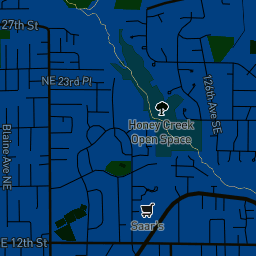 27th St
NE 23rd Pl
126th Ave SE
Honey Creek
Open Space
Blaine Ave NE
Saar's
E 12th St